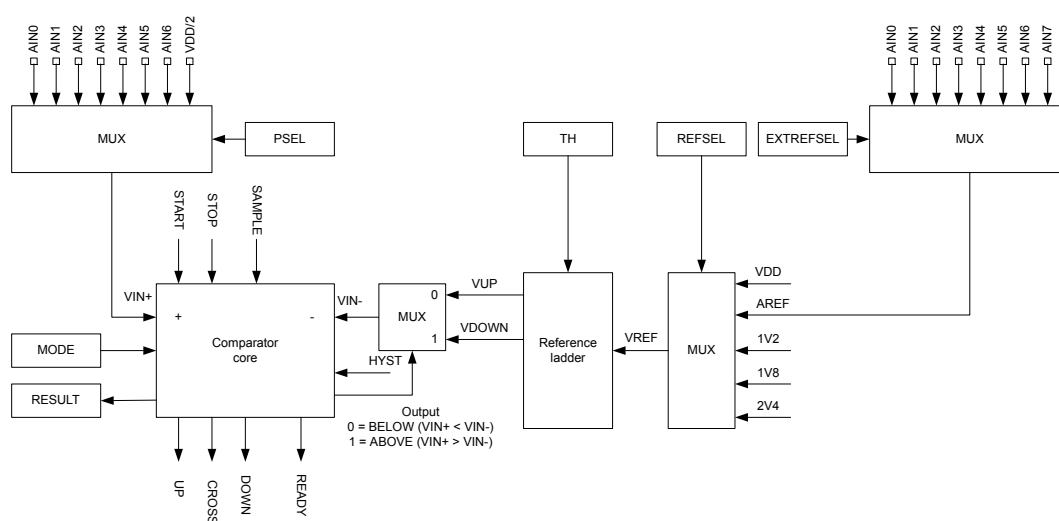 AIN0
AIN1
AIN2
AIN3
AIN4
AIN5
AIN6
VDD/2
AIN0
AIN1
AIN2
AIN3
AIN4
AIN5
AIN6
AIN7
MUX
PSEL
TH
REFSEL
EXTREFSEL
MUX
START
STOP
SAMPLE
VIN+
+
Comparator
core
-
VIN-
MODE
RESULT
HYST
0
MUX
1
VUP
VDOWN
Reference
ladder
VREF
MUX
VDD
AREF
1V2
1V8
2V4
Output
0 = BELOW (VIN+ < VIN-)
1 = ABOVE (VIN+ > VIN-)
UP
CROSS
DOWN
READY